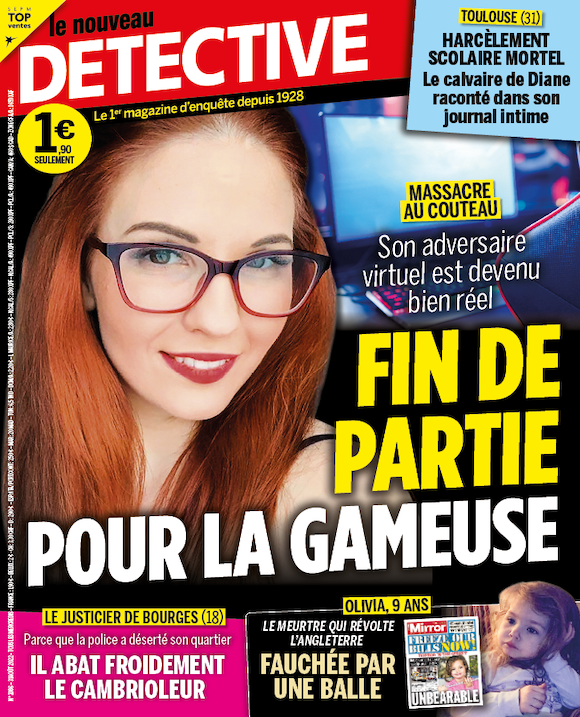 SEPM
TOP
ventes
le nouveau
DETECTIVE
Le 1er magazine d'enquête depuis 1928
1€
,90
SEULEMENT
TOULOUSE (31)
HARCÈLEMENT
SCOLAIRE MORTEL
Le calvaire de Diane
raconté dans son
journal intime
MASSACRE
AU COUTEAU
Son adversaire
virtuel est devenu
bien réel
FIN DE
PARTIE
POUR LA GAMEUSE
LE JUSTICIER DE BOURGES (18)
Parce que la police a déserté son quartier
IL ABAT FROIDEMENT
LE CAMBRIOLEUR
OLIVIA, 9 ANS
LE MEURTRE QUI RÉVOLTE
L'ANGLETERRE
FAUCHÉE PAR
UNE BALLE
Mirror
FREEZE OUR
BILLS NOW!
UNBEARABLE